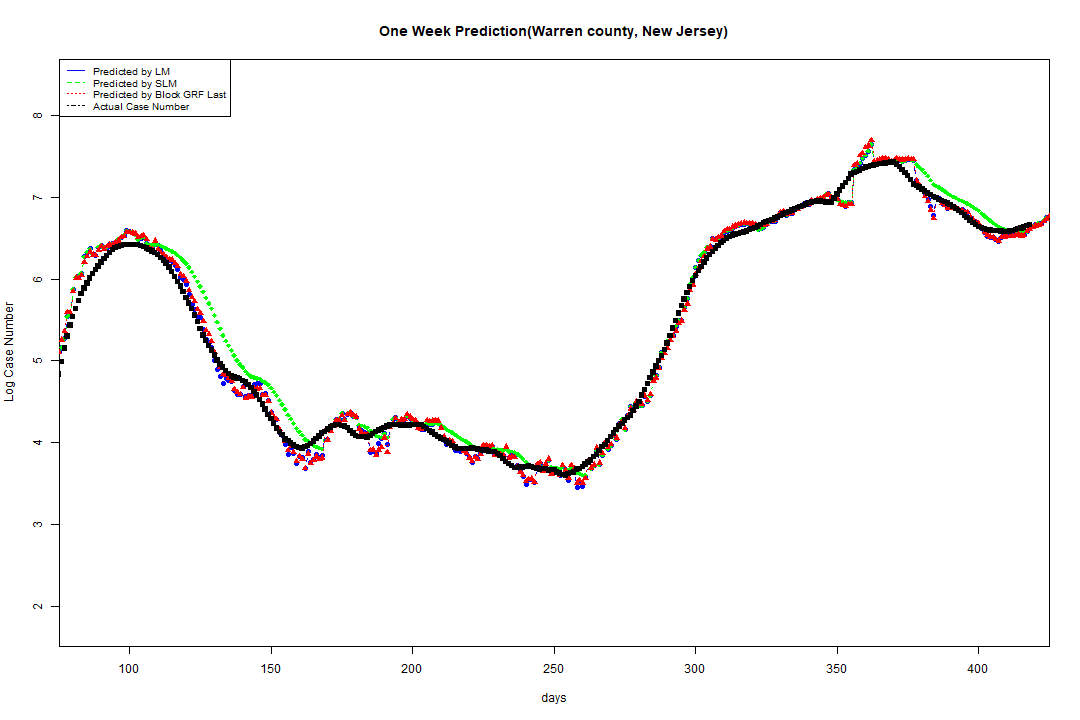 One Week Prediction(Warren county, New Jersey)
Predicted by LM
Predicted by SLM
Predicted by Block GRF Last
Actual Case Number
8
7
6
5
4
3
2
Log Case Number
100 150 200 250 300 350 400
days